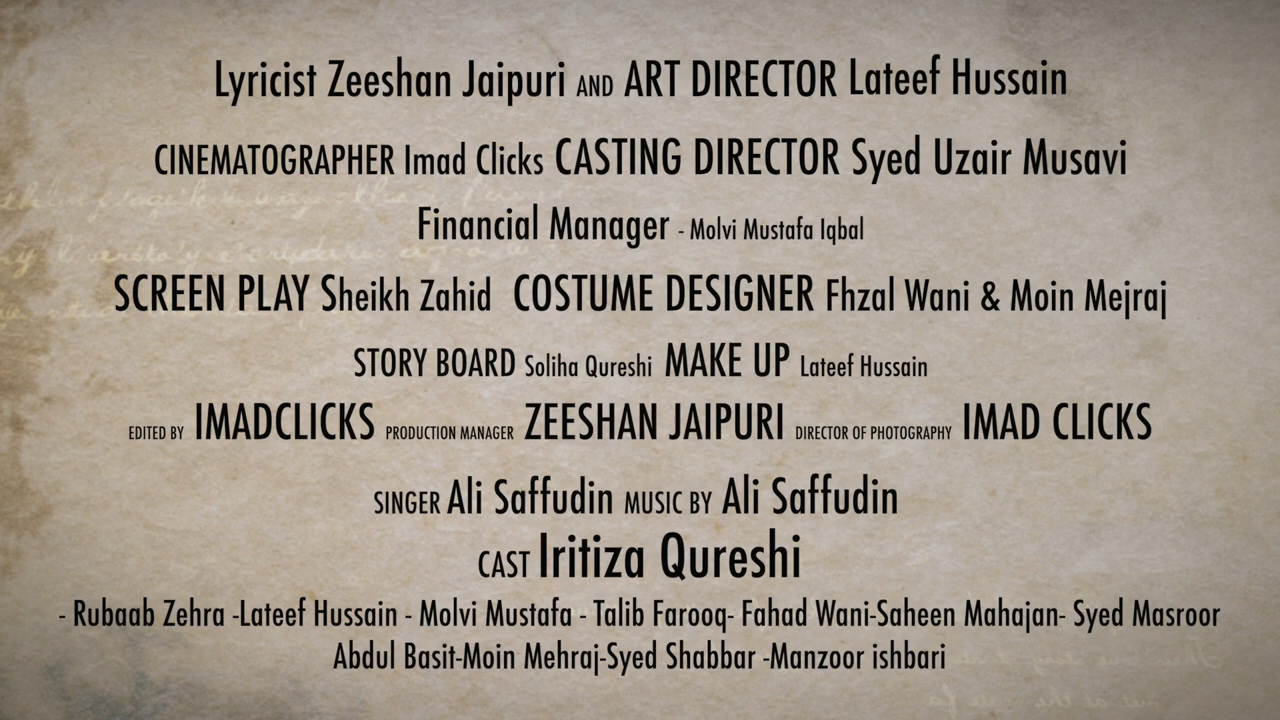 Lyricist Zeeshan Jaipuri AND ART DIRECTOR Lateef Hussain
CINEMATOGRAPHER Imad Clicks CASTING DIRECTOR Syed Uzair Musavi
Financial Manager - Molvi Mustafa Iqbal
SCREEN PLAY Sheikh Zahid COSTUME DESIGNER Fhzal Wani & Moin Mejraj
STORY BOARD Soliha Qureshi MAKE UP Lateef Hussain
EDITED BY IMADCLICKS PRODUCTION MANAGER ZEESHAN JAIPURI DIRECTOR OF PHOTOGRAPHY IMAD CLICKS
SINGER Ali Saffudin MUSIC BY Ali Saffudin
CAST Iritiza Qureshi
- Rubaab Zehra -Lateef Hussain - Molvi Mustafa - Talib Farooq- Fahad Wani-Saheen Mahajan- Syed Masroor
Abdul Basit-Moin Mehraj-Syed Shabbar -Manzoor ishbari